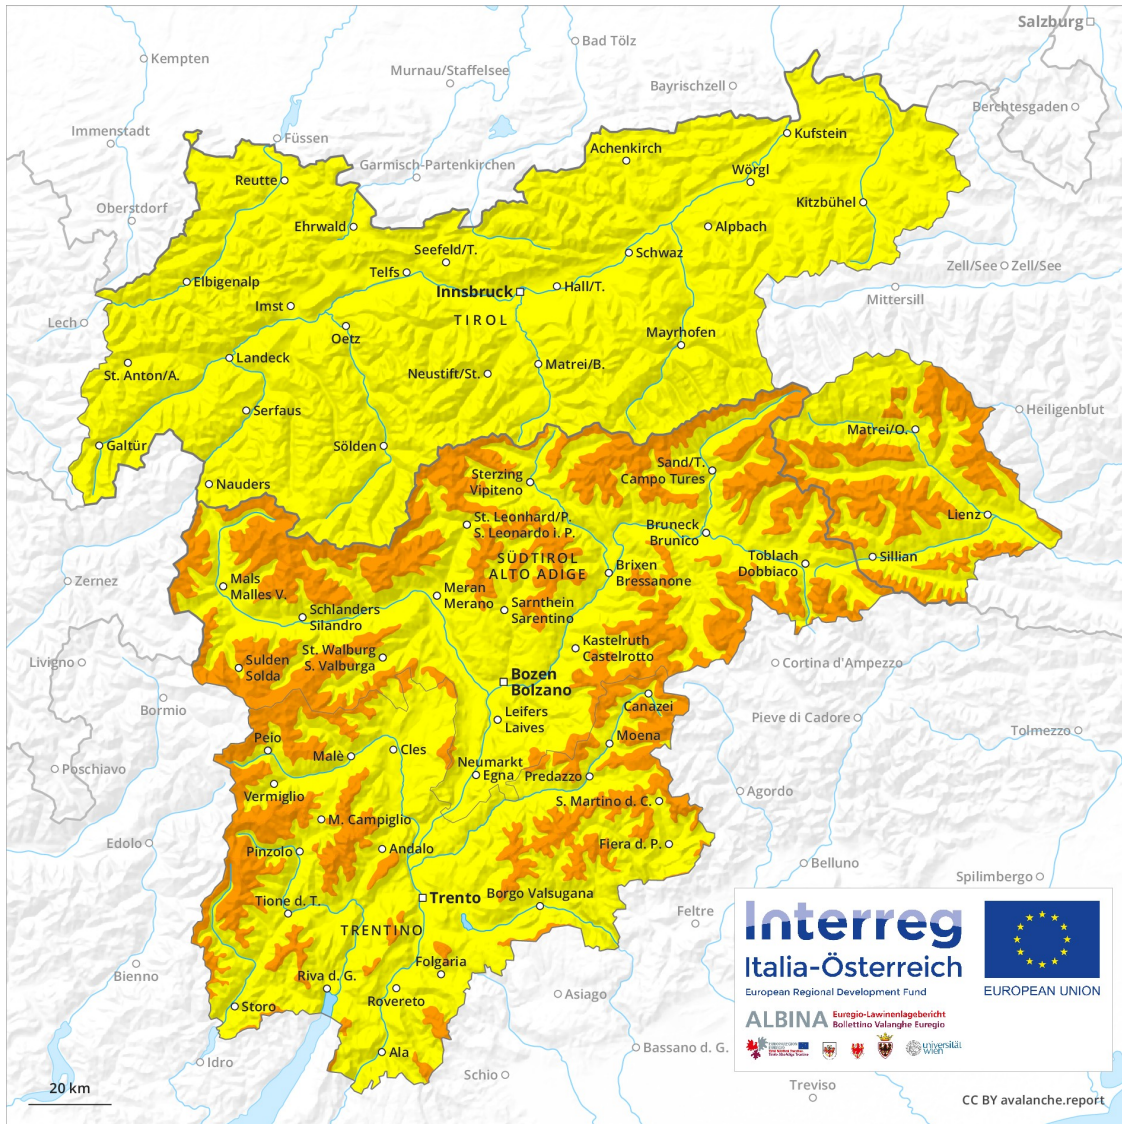 Salzburg
Bad Tölz
Kempten
Murnau/Staffelsee
Bayrischzell
Berchtesgaden
Immenstadt
Füssen
Kufstein
Achenkirch
Garmisch-Partenkirchen
Wörgl
Reutte
Oberstdorf
Kitzbühel
Ehrwald
Alpbach
Seefeld/T.
Schwaz
Telfs
Zell/See
Zell/See
Elbigenalp
Innsbruck
Hall/T.
Mittersill
Imst
TIROL
Lech
Oetz
Mayrhofen
Landeck
Matrei/B.
St. Anton/A.
Neustift/St.
Serfaus
Heiligenblut
Matrei/O.
Galtür
Sölden
Sand/T.
Campo Tures
Sterzing
Vipiteno
Nauders
Lienz
St. Leonhard/P.
S. Leonardo i. P.
Bruneck
Brunico
SÜDTIROL
ALTO ADIGE
Toblach
Dobbiaco
Sillian
Zernez
Mals
Malles V.
Brixen
Bressanone
Meran
Merano
Sarnthein
Sarentino
Schlanders
Silandro
St. Walburg
S. Valburga
Kastelruth
Castelrotto
Livigno
Sulden
Solda
Cortina d'Ampezzo
Bozen
Bolzano
Bormio
Canazei
Leifers
Laives
Pieve di Cadore
Tolmezzo
Peio
Moena
Malè
Cles
Poschiavo
Neumarkt
Egna
Predazzo
Vermiglio
Agordo
S. Martino d. C.
M. Campiglio
Edolo
Pinzolo
Andalo
Fiera d. P.
Belluno
Spilimbergo
Tione d. T.
Trento
Borgo Valsugana
Feltre
TRENTINO
Folgaria
Bienno
Riva d. G.
Rovereto
Asiago
Storo
Ala
Idro
Bassano d. G.
Schio
Treviso
20 km
Interreg
Italia-Österreich
European Regional Development Fund
EUROPEAN UNION
ALBINA
Euregio-Lawinenlagebericht
Bollettino Valanghe Euregio
universität
wien
CC BY avalanche.report